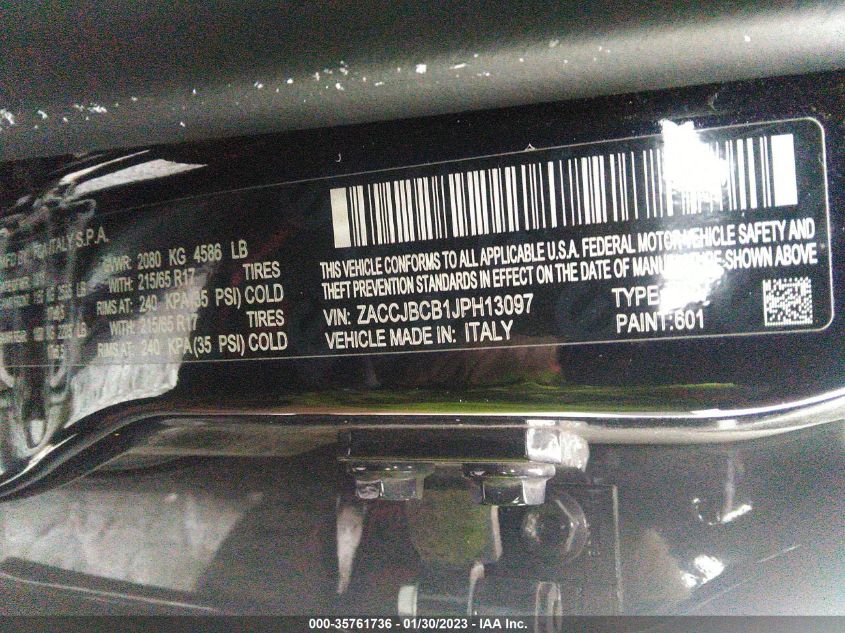 ITALY S.P.A.
2080 KG 4586 LB
WITH: 215/65 R17 TIRES
RIMS AT: 240 KPA(35 PSI) COLD
WITH: 215/65 R17 TIRES
RIMS AT: 240 KPA(35 PSI) COLD
THIS VEHICLE CONFORMS TO ALL APPLICABLE U.S.A. FEDERAL MOTOR VEHICLE SAFETY AND
THEFT PREVENTION STANDARDS IN EFFECT ON THE DATE OF MANUFACTURE SHOWN ABOVE
VIN: ZACCJBCB1JPH13097
VEHICLE MADE IN: ITALY
PAINT:601
000-35761736 - 01/30/2023 - IAA Inc.